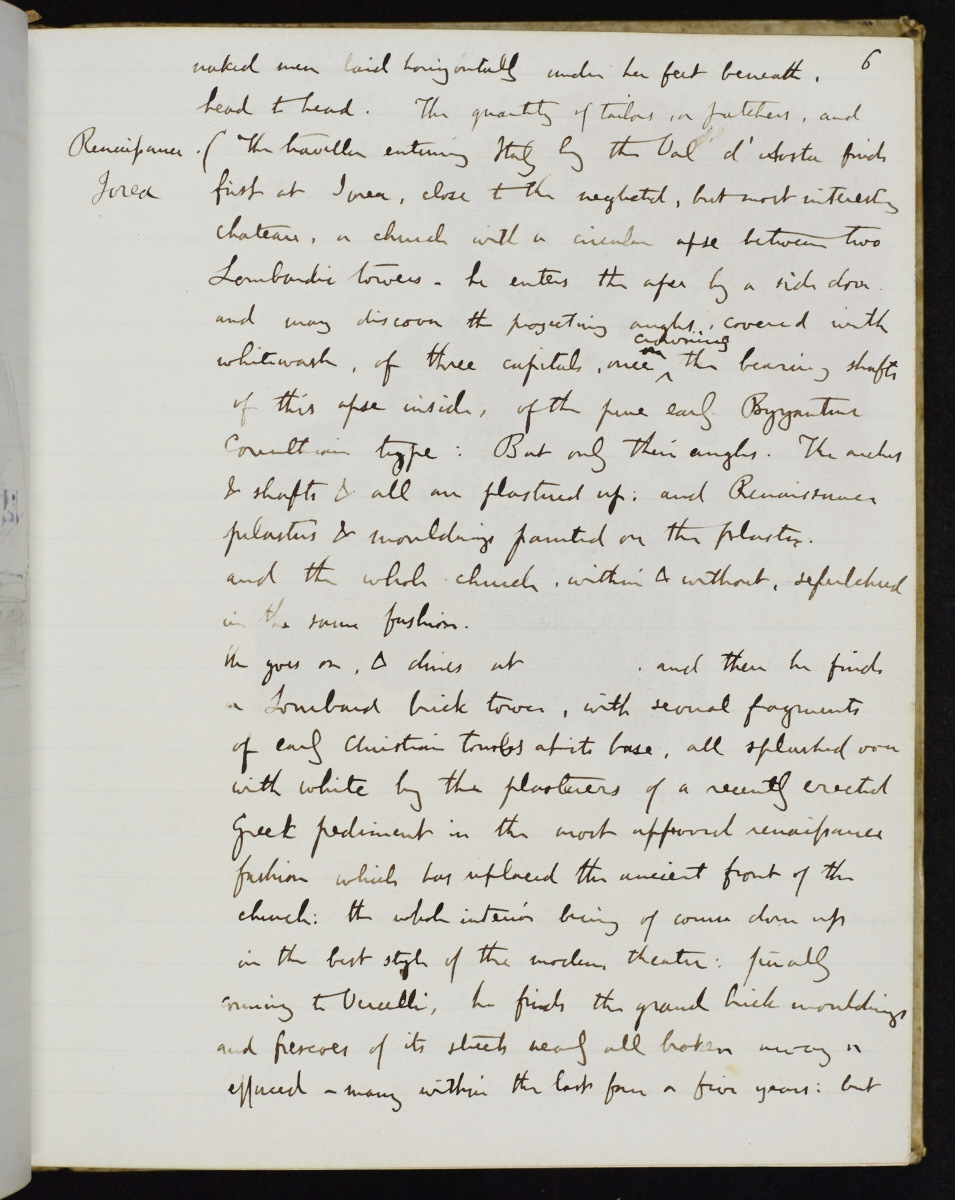 6
naked men laid horizontally under her feet beneath,
head to head. The quantity of tailors, or patchers, and
Renaiſsance. ( The traveller entering Italy by the Val d'Aosta finds
Ivrea first at Ivrea, close to the neglected, but most interesting
chateau, a church with a circular apse between two
Lombardic towers - he enters the apse by a side door.
and may discover the projecting angles, covered with
whitewash, of three capitals, once crowning the bearing shafts
of this apse inside, of the pure early Byzantine
Corinthian type: But only their angles. The arches
& shafts & all are plastered up: and Renaissance
pilasters & mouldings painted on the plaster.
and the whole church, within & without, sepulchred
in the same fashion.
He goes on, & dines at . and then he finds
a Lombard brick tower, with several fragments
of early Christian tombs at its base, all splashed over
with white by the plasterers of a recently erected
Greek pediment in the most approved renaiſsance
fashion which has replaced the ancient front of the
church: the whole interior being of course done up
in the best style of the modern theatre: finally
coming to Vercelli, he finds the grand brick mouldings
and frescoes of its streets nearly all broken away or
effaced - many within the last four or five years: but